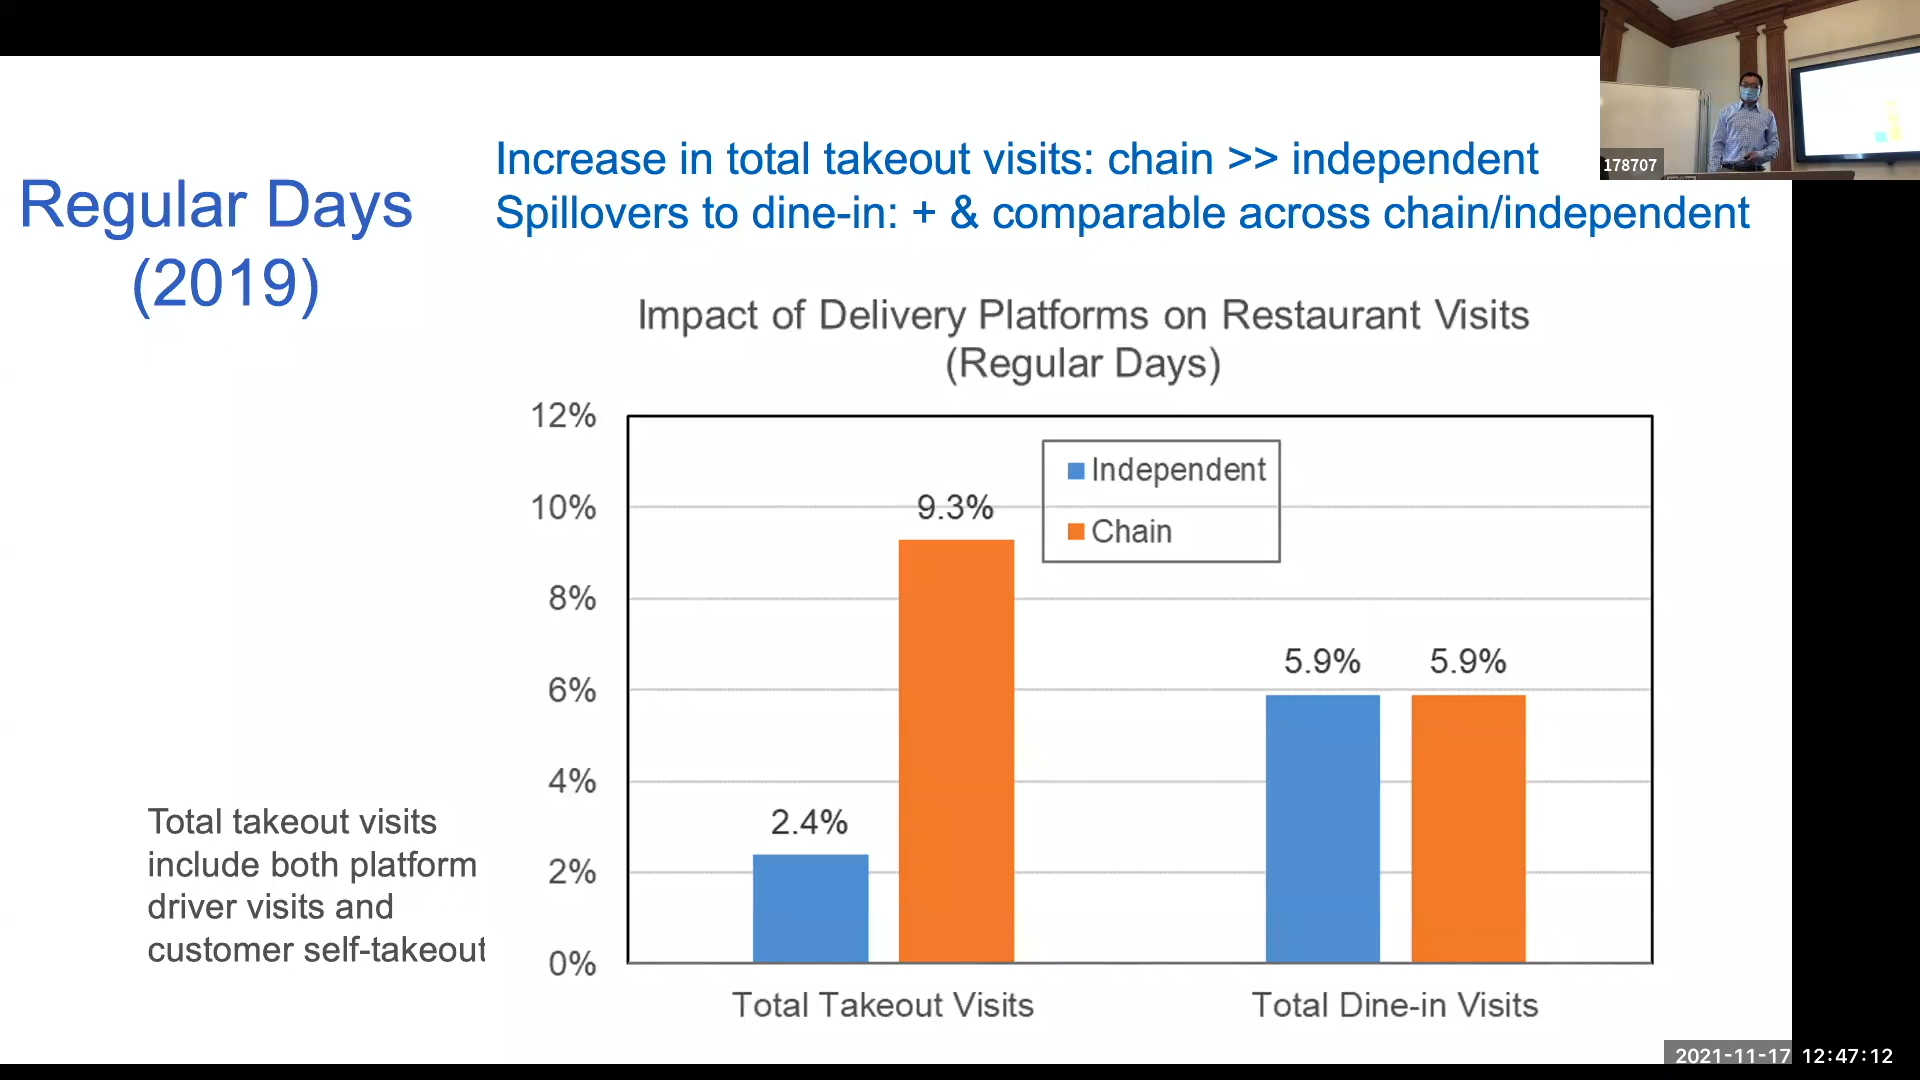 Regular Days
(2019)
Increase in total takeout visits: chain >> independent
Spillovers to dine-in: + & comparable across chain/independent
178707
Impact of Delivery Platforms on Restaurant Visits
(Regular Days)
12%
10%
8%
6%
4%
2%
0%
Independent
Chain
2.4%
9.3%
5.9%
5.9%
Total Takeout Visits
Total Dine-in Visits
Total takeout visits
include both platform
driver visits and
customer self-takeout
2021-11-17 12:47:12